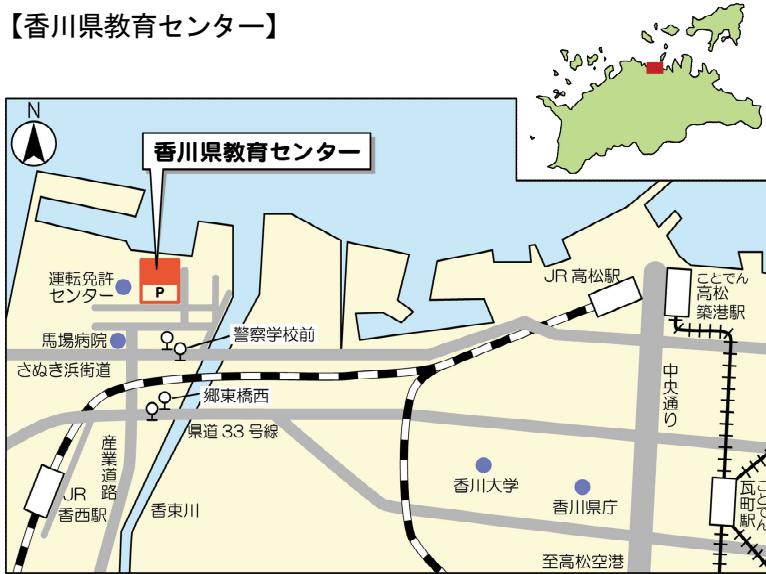 【香川県教育センター】
N
香川県教育センター
運転免許
センター
P
馬場病院
警察学校前
さぬき浜街道
郷東橋西
県道33号線
産業道路
JR
香西駅
香東川
JR高松駅
ことでん
高松
築港駅
中央通り
香川大学
香川県庁
ことでん
瓦町駅
至高松空港